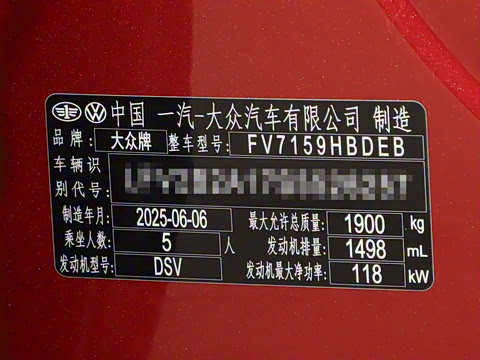 中国 一汽-大众汽车有限公司 制造
品牌: 大众牌 整车型号: FV7159HBDEB
车辆识
别代号:
制造年月: 2025-06-06 最大允许总质量: 1900 kg
乘坐人数: 5 人 发动机排量: 1498 mL
发动机型号: DSV 发动机最大净功率: 118 kW